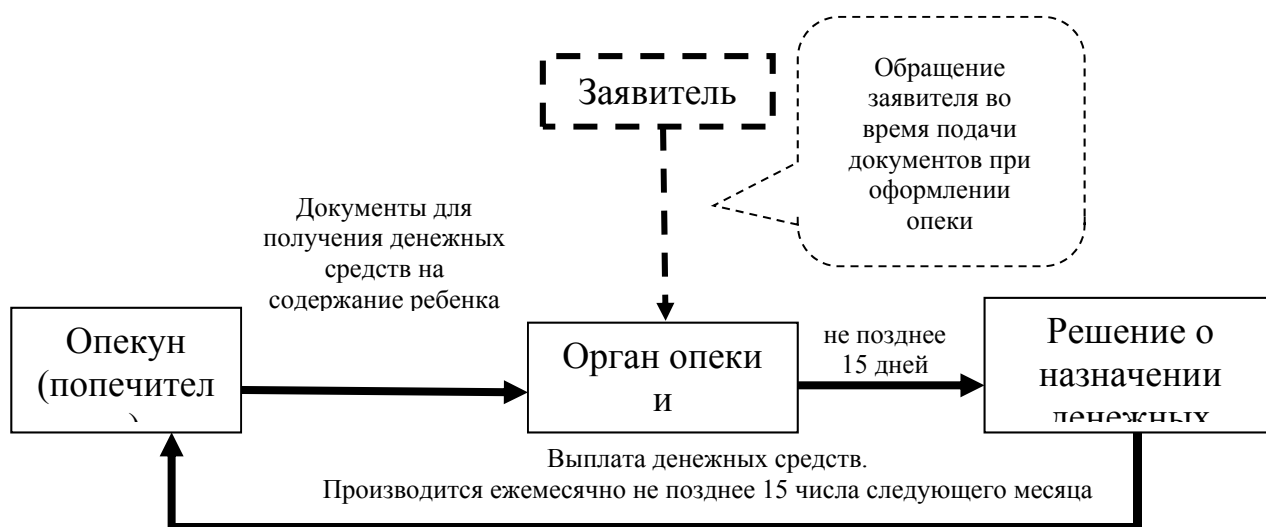 Заявитель
Обращение
заявителя во
время подачи
документов при
оформлении
опеки
Документы для
получения денежных
средств на
содержание ребенка
Опекун
(попечител
)
Орган опеки
и
не позднее
15 дней
Решение о
назначении
денежных
Выплата денежных средств.
Производится ежемесячно не позднее 15 числа следующего месяца